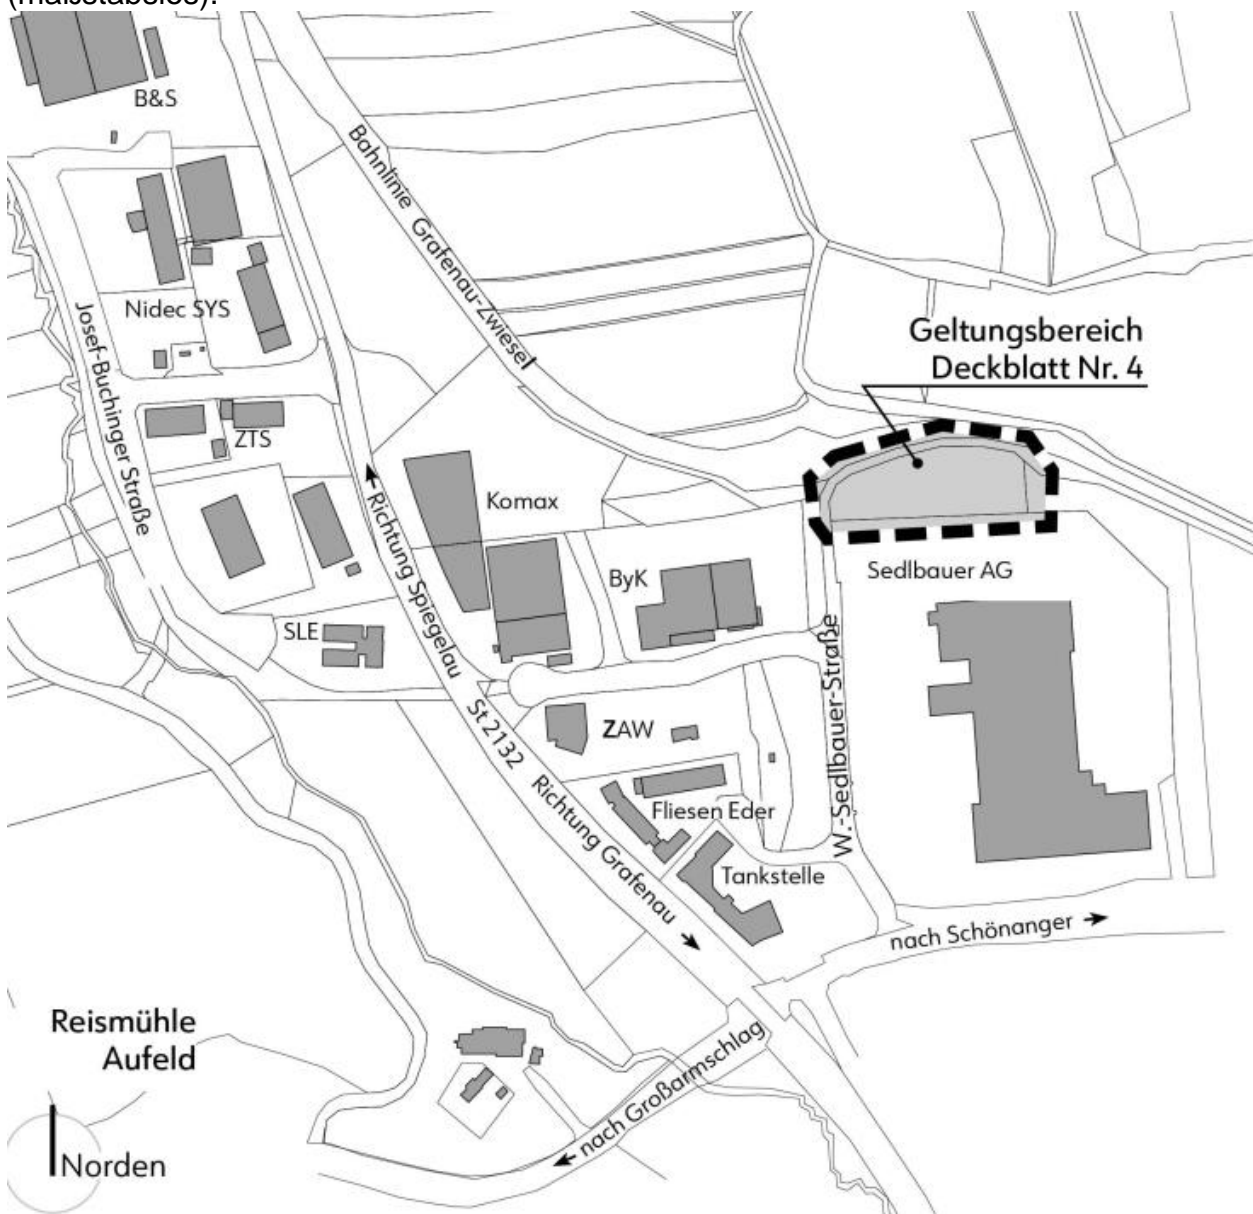 (maßstabslos).
B&S
Bahnlinie Grafenau-Zwiesel
Nidec SYS
Josef-Buchinger Straße
Geltungsbereich
Deckblatt Nr. 4
ZTS
Komax
Richtung Spiegelau
ByK
Sedlbauer AG
SLE
St 2132
ZAW
W.-Sedlbauer-Straße
Richtung Grafenau
Fliesen Eder
Tankstelle
nach Schönanger
Reismühle
Aufeld
nach Großarmschlag
Norden